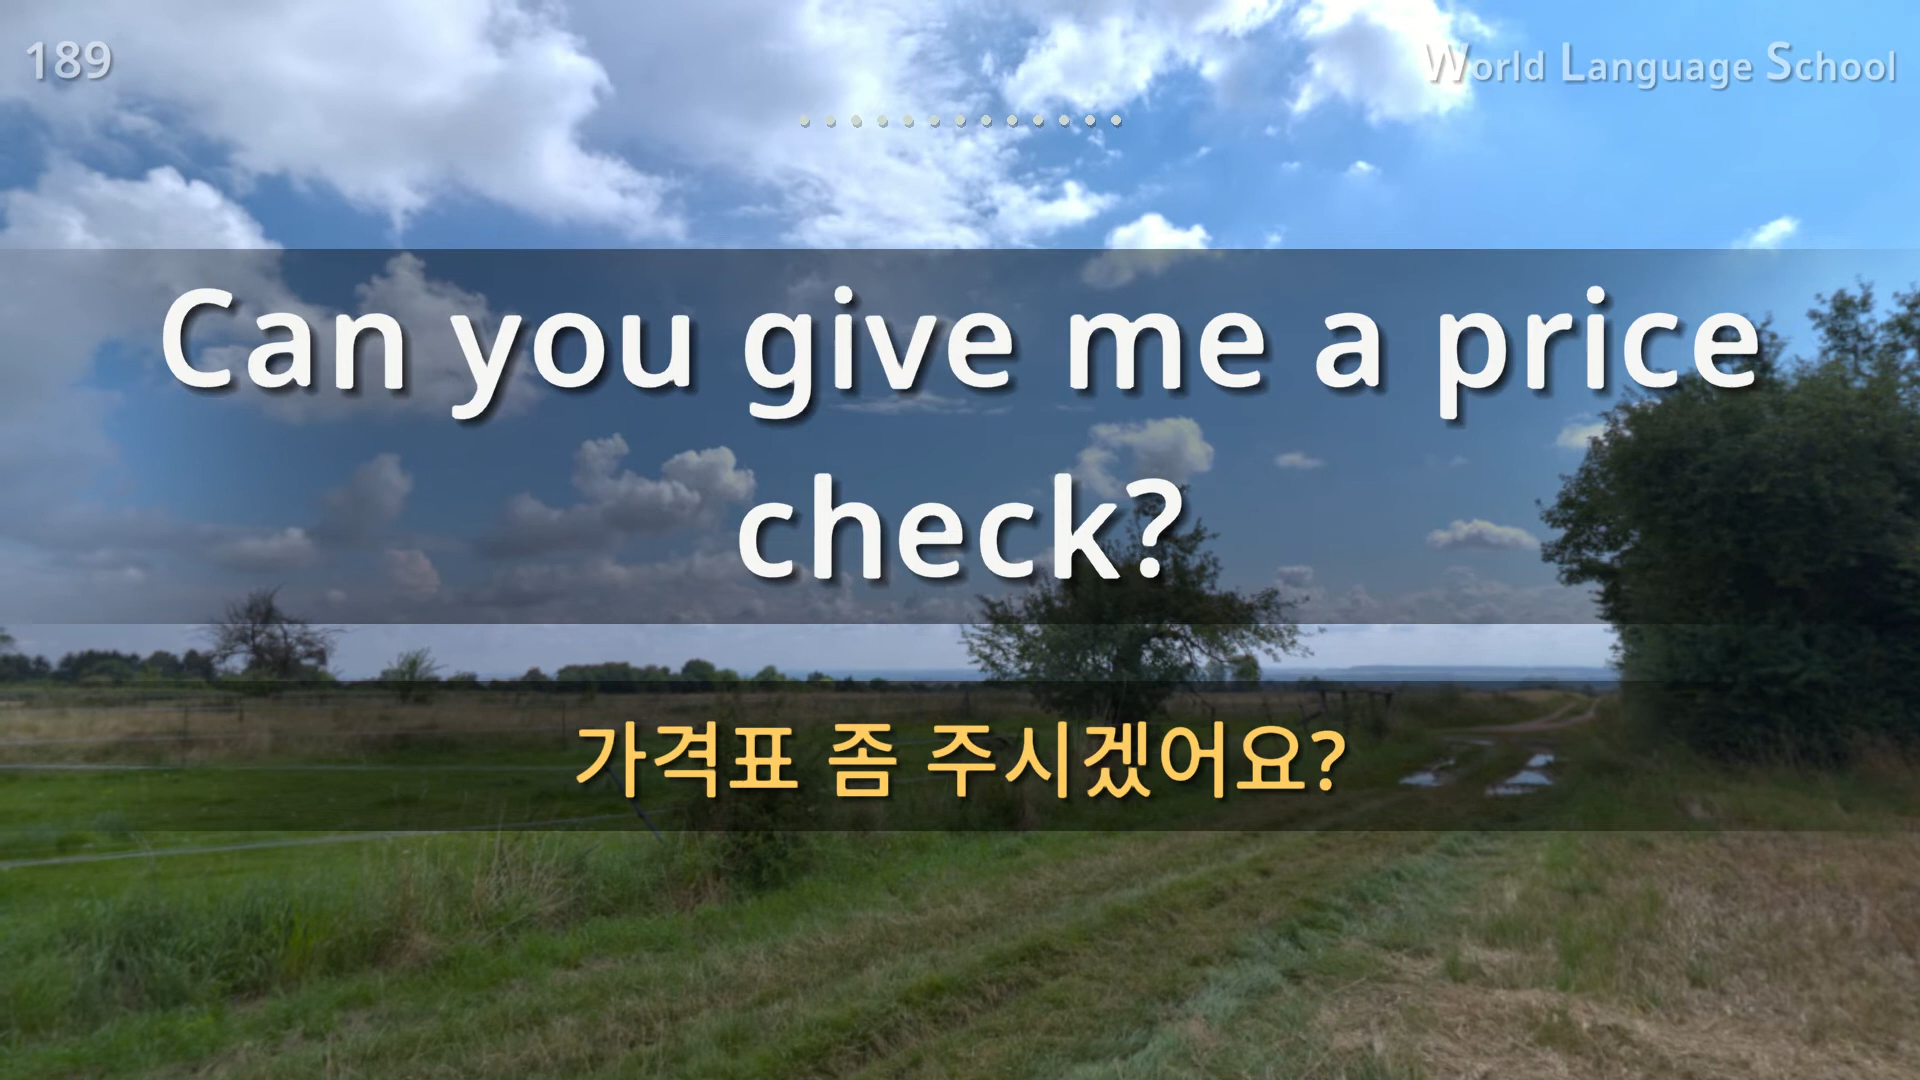 189
World Language School
Can you give me a price
check?
가격표 좀 주시겠어요?